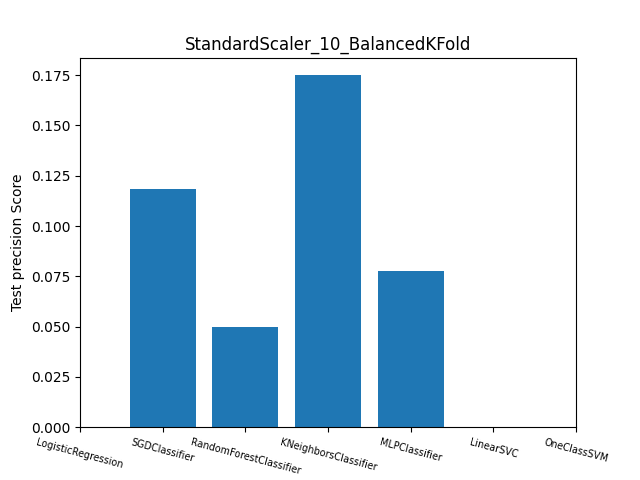 StandardScaler_10_BalancedKFold
Test precision Score
0.175
0.150
0.125
0.100
0.075
0.050
0.025
0.000
LogisticRegression
SGDClassifier
RandomForestClassifier
KNeighborsClassifier
MLPClassifier
LinearSVC
OneClassSVM